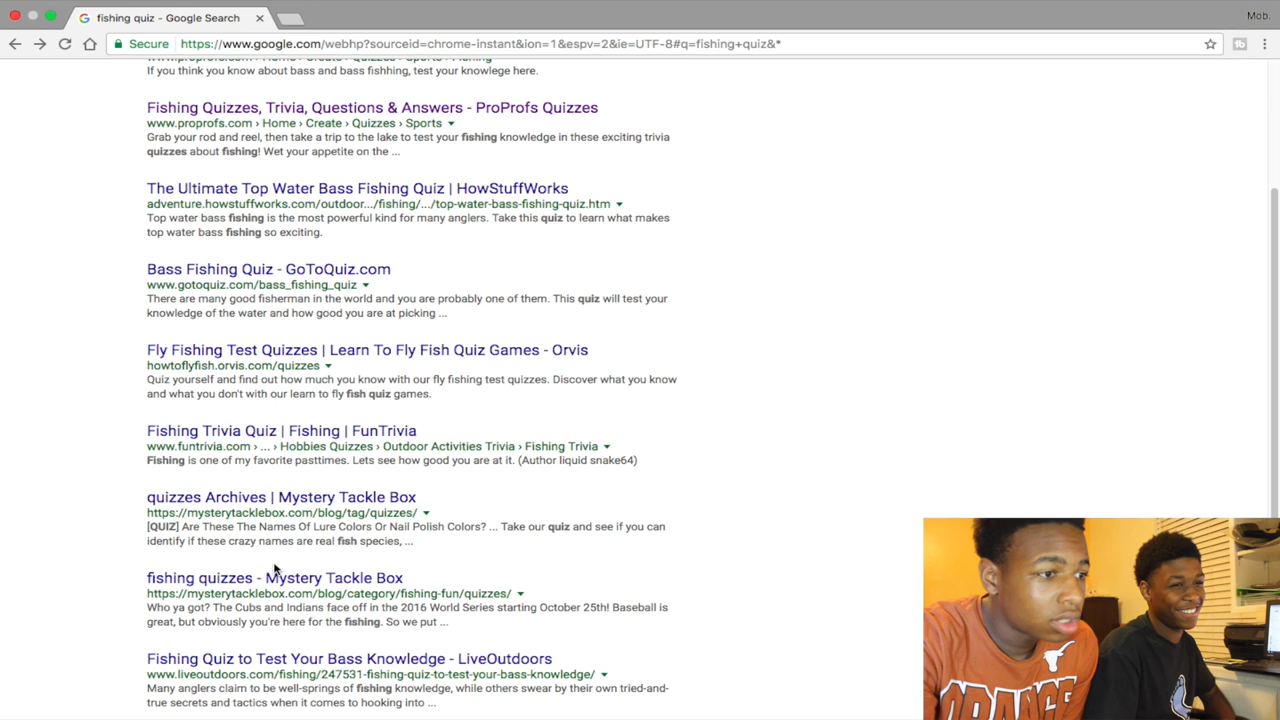 fishing quiz - Google Search
Mob.
Secure https://www.google.com/webhp?sourceid=chrome-instant&ion=1&espv=2&ie=UTF-8#q=fishing+quiz&*
www.proprofs.com › Home › Create › Quizzes › Sports › Fishing
If you think you know about bass and bass fishhing, test your knowlege here.
Fishing Quizzes, Trivia, Questions & Answers - ProProfs Quizzes
www.proprofs.com › Home › Create › Quizzes › Sports
Grab your rod and reel, then take a trip to the lake to test your fishing knowledge in these exciting trivia
quizzes about fishing! Wet your appetite on the ...
The Ultimate Top Water Bass Fishing Quiz | HowStuffWorks
adventure.howstuffworks.com/outdoor.../fishing/.../top-water-bass-fishing-quiz.htm
Top water bass fishing is the most powerful kind for many anglers. Take this quiz to learn what makes
top water bass fishing so exciting.
Bass Fishing Quiz - GoToQuiz.com
www.gotoquiz.com/bass_fishing_quiz
There are many good fisherman in the world and you are probably one of them. This quiz will test your
knowledge of the water and how good you are at picking ...
Fly Fishing Test Quizzes | Learn To Fly Fish Quiz Games - Orvis
howtoflyfish.orvis.com/quizzes
Quiz yourself and find out how much you know with our fly fishing test quizzes. Discover what you know
and what you don't with our learn to fly fish quiz games.
Fishing Trivia Quiz | Fishing | FunTrivia
www.funtrivia.com › ... › Hobbies Quizzes › Outdoor Activities Trivia › Fishing Trivia
Fishing is one of my favorite pasttimes. Lets see how good you are at it. (Author liquid snake64)
quizzes Archives | Mystery Tackle Box
https://mysterytacklebox.com/blog/tag/quizzes/
[QUIZ] Are These The Names Of Lure Colors Or Nail Polish Colors? ... Take our quiz and see if you can
identify if these crazy names are real fish species, ...
fishing quizzes - Mystery Tackle Box
https://mysterytacklebox.com/blog/category/fishing-fun/quizzes/
Who ya got? The Cubs and Indians face off in the 2016 World Series starting October 25th! Baseball is
great, but obviously you're here for the fishing. So we put ...
Fishing Quiz to Test Your Bass Knowledge - LiveOutdoors
www.liveoutdoors.com/fishing/247531-fishing-quiz-to-test-your-bass-knowledge/
Many anglers claim to be well-springs of fishing knowledge, while others swear by their own tried-and-
true secrets and tactics when it comes to hooking into ...
ORANGE